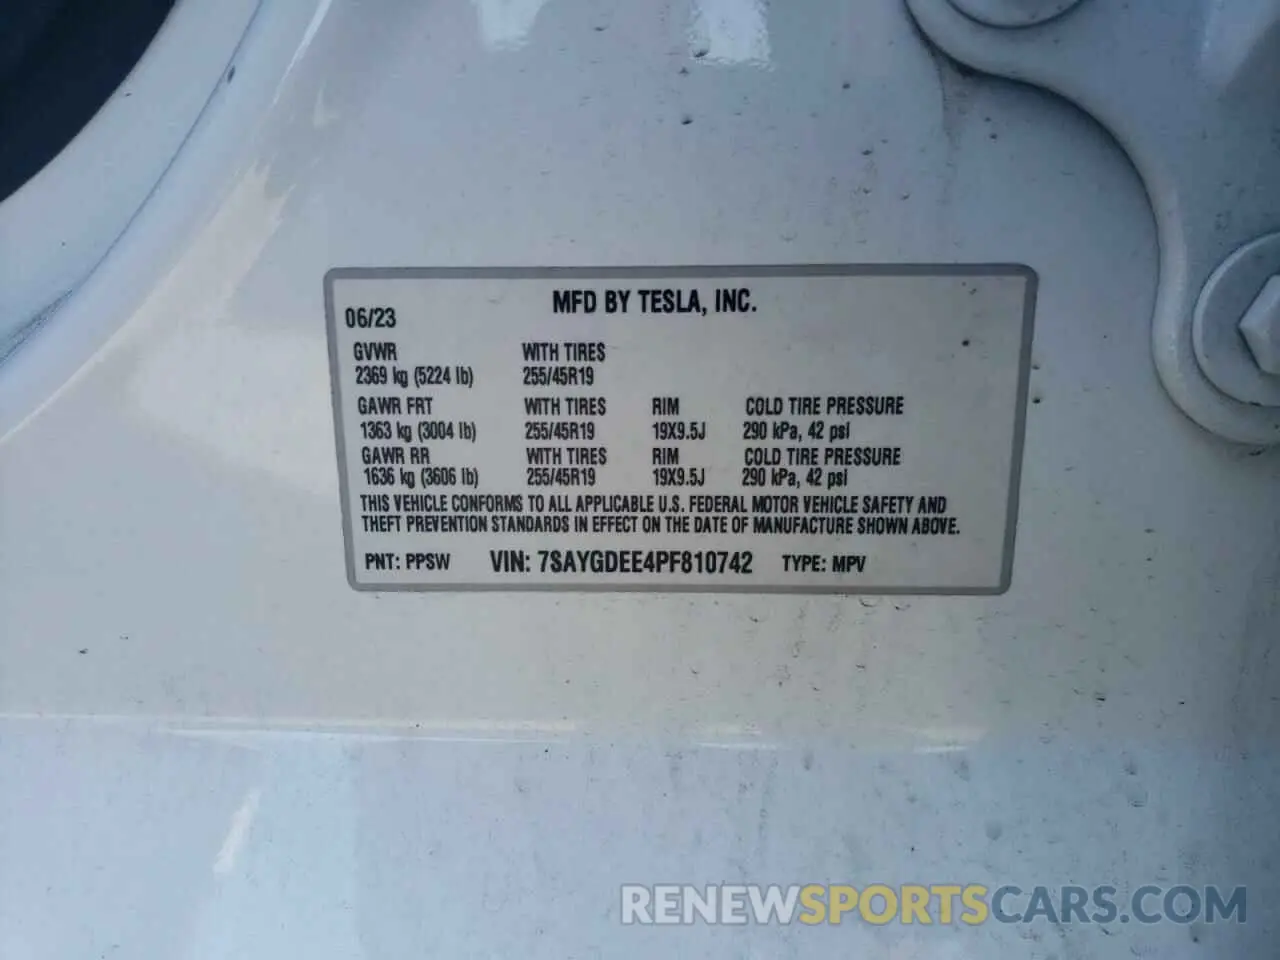 MFD BY TESLA, INC.
06/23
GVWR WITH TIRES
2369 kg (5224 lb) 255/45R19
GAWR FRT WITH TIRES RIM COLD TIRE PRESSURE
1363 kg (3004 lb) 255/45R19 19X9.5J 290 kPa, 42 psi
GAWR RR WITH TIRES RIM COLD TIRE PRESSURE
1636 kg (3606 lb) 255/45R19 19X9.5J 290 kPa, 42 psi
THIS VEHICLE CONFORMS TO ALL APPLICABLE U.S. FEDERAL MOTOR VEHICLE SAFETY AND
THEFT PREVENTION STANDARDS IN EFFECT ON THE DATE OF MANUFACTURE SHOWN ABOVE.
PNT: PPSW VIN: 7SAYGDEE4PF810742 TYPE: MPV
RENEWSPORTSCARS.COM